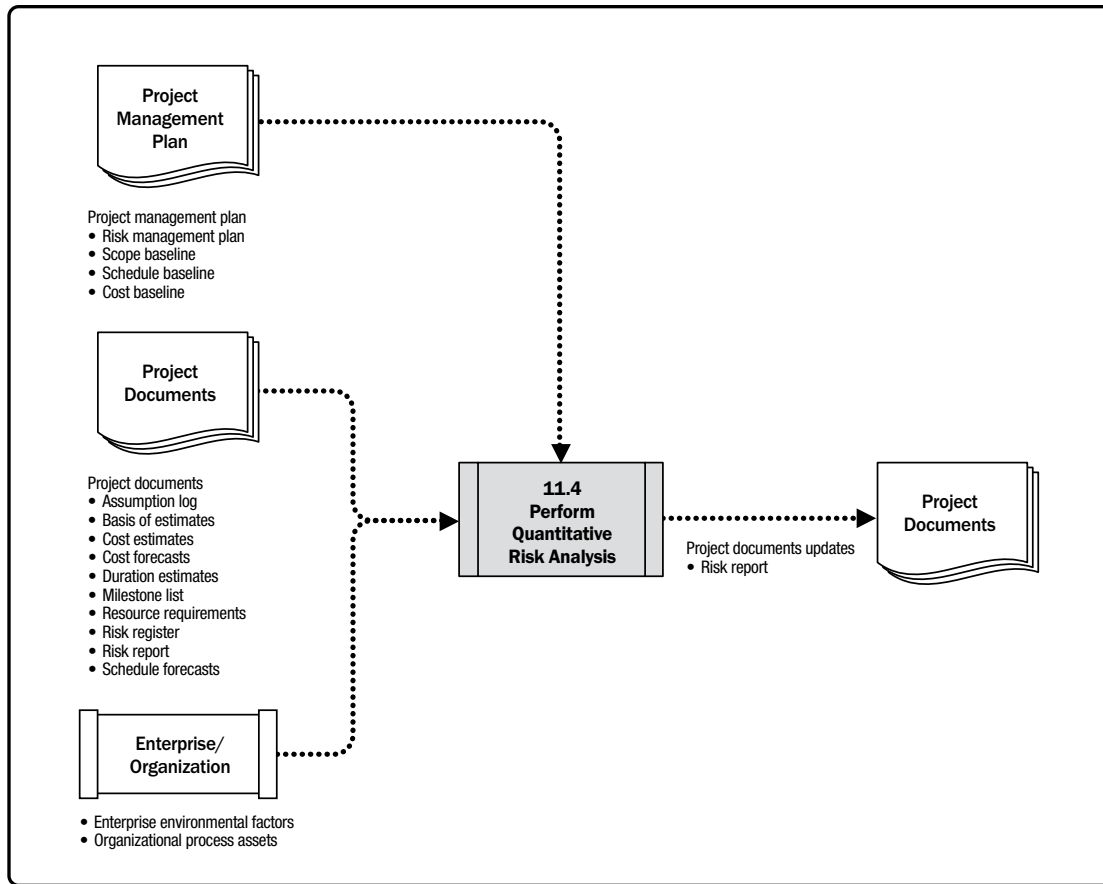 Project
Management
Plan
Project management plan
• Risk management plan
• Scope baseline
• Schedule baseline
• Cost baseline
Project
Documents
Project documents
• Assumption log
• Basis of estimates
• Cost estimates
• Cost forecasts
• Duration estimates
• Milestone list
• Resource requirements
• Risk register
• Risk report
• Schedule forecasts
Enterprise/
Organization
• Enterprise environmental factors
• Organizational process assets
11.4
Perform
Quantitative
Risk Analysis
Project documents updates
• Risk report
Project
Documents